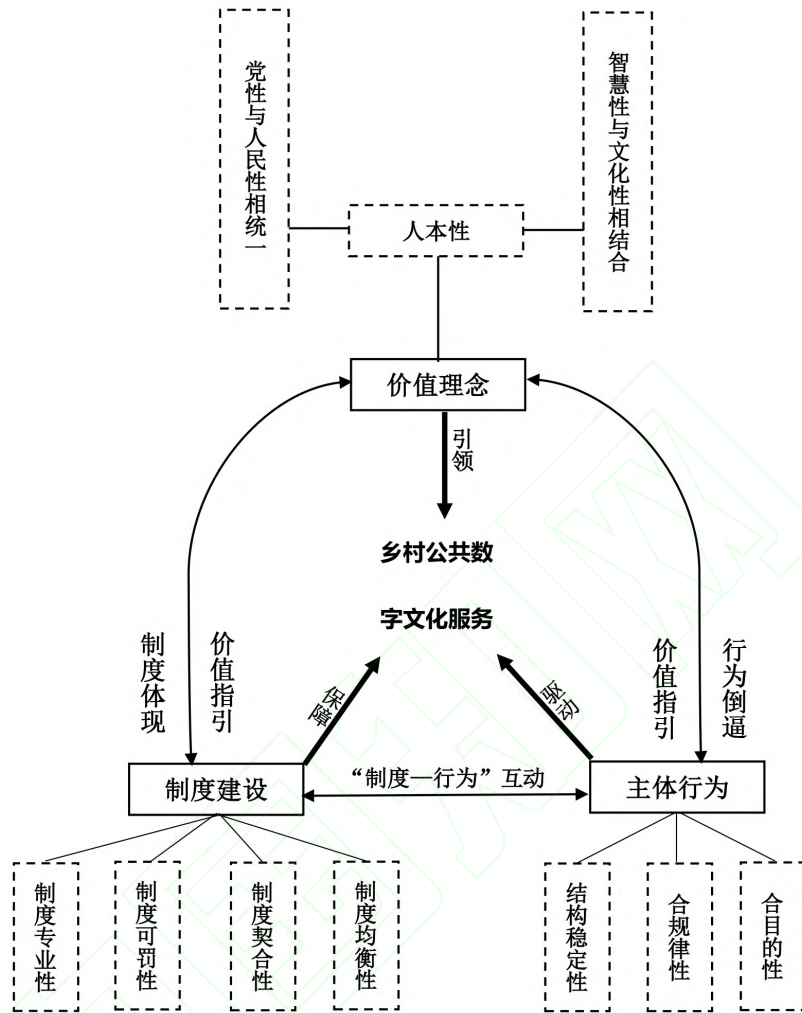 党性与人民性相统一
智慧性与文化性相结合
人本性
价值理念
引领
乡村公共数
字文化服务
制度体现
价值指引
价值指引
行为倒逼
保障
驱动
制度建设
“制度—行为”互动
主体行为
制度专业性
制度可罚性
制度契合性
制度均衡性
结构稳定性
合规律性
合目的性